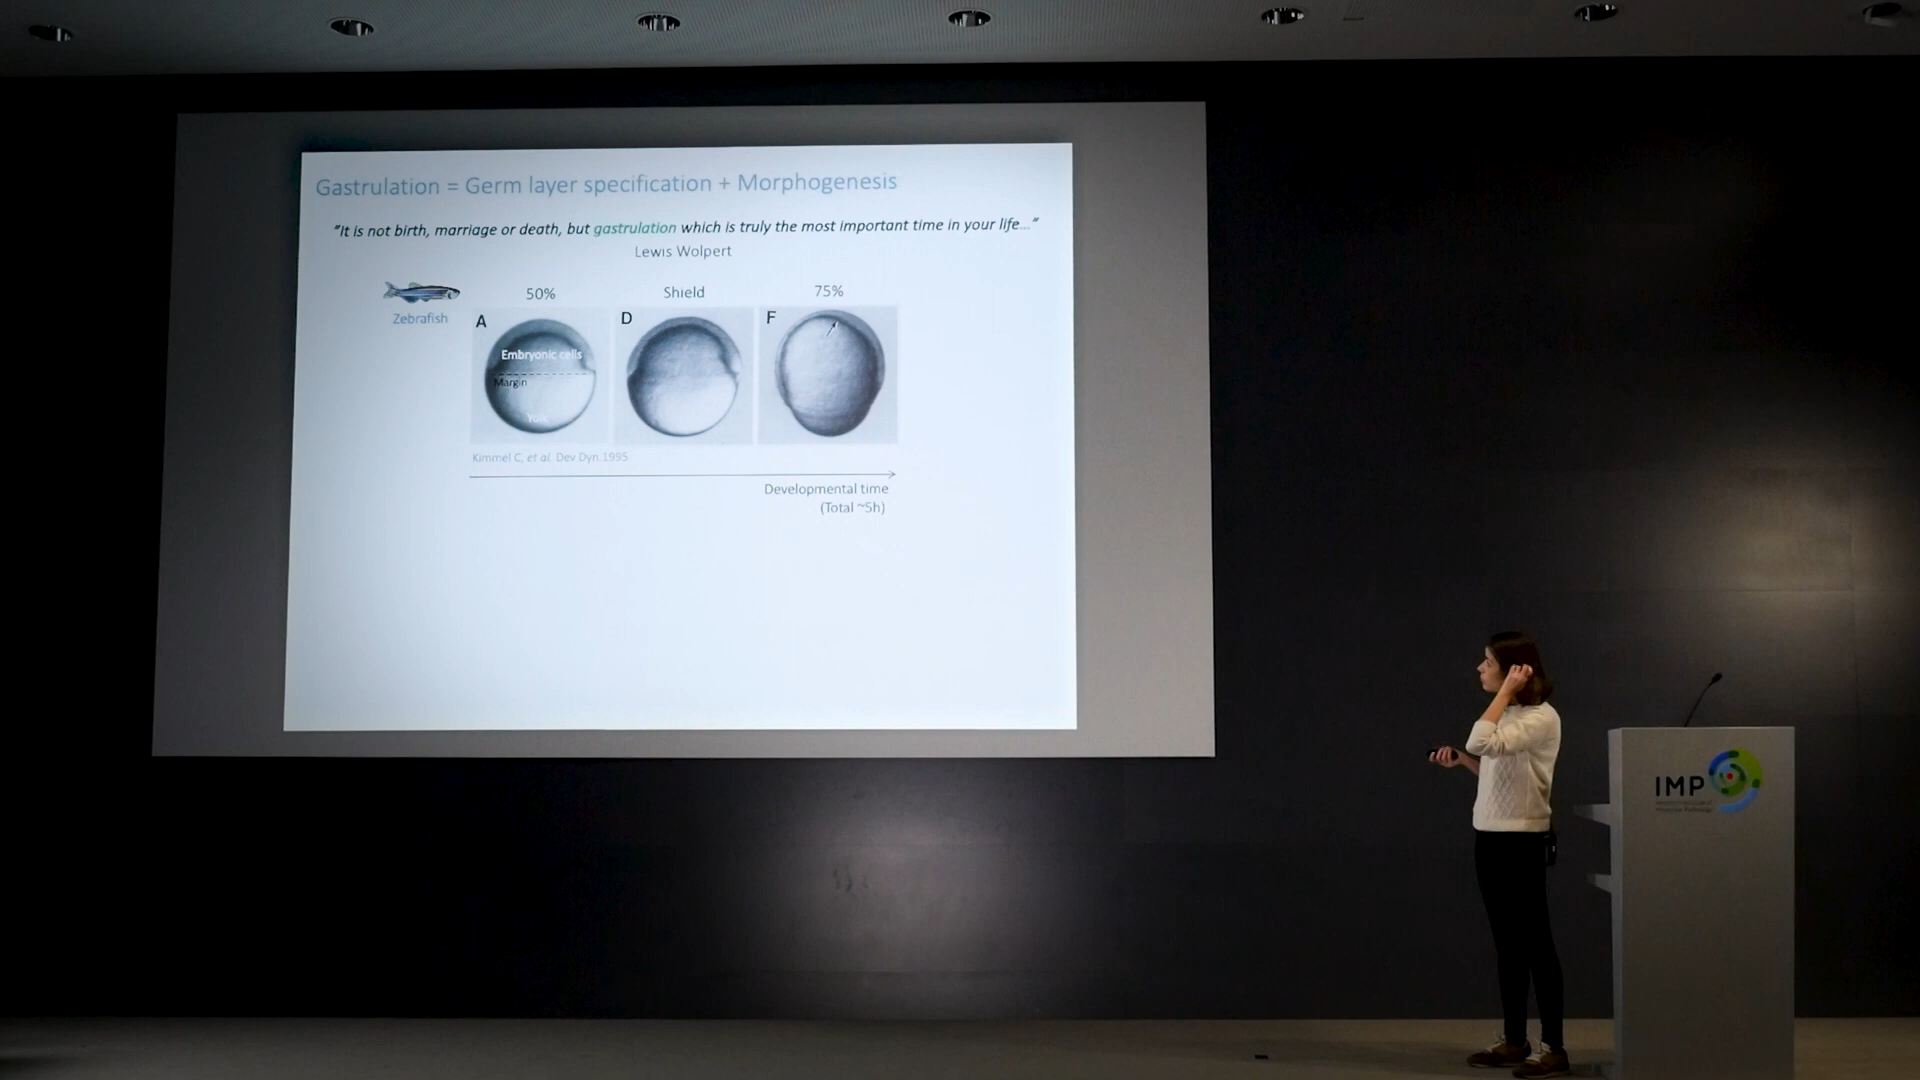 Gastrulation = Germ layer specification + Morphogenesis
"It is not birth, marriage or death, but gastrulation which is truly the most important time in your life..."
Lewis Wolpert
50% Shield 75%
Zebrafish
A D F
Embryonic cells
Margin
Yolk
Kimmel C, et al. Dev Dyn.1995
Developmental time
(Total ~5h)
IMP